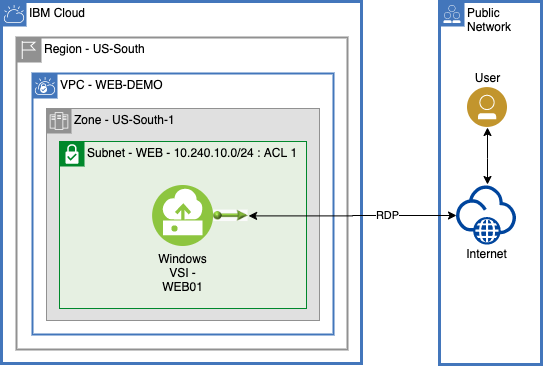 IBM Cloud
Region - US-South
VPC - WEB-DEMO
Zone - US-South-1
Subnet - WEB - 10.240.10.0/24 : ACL 1
Windows
VSI -
WEB01
RDP
Public
Network
User
Internet